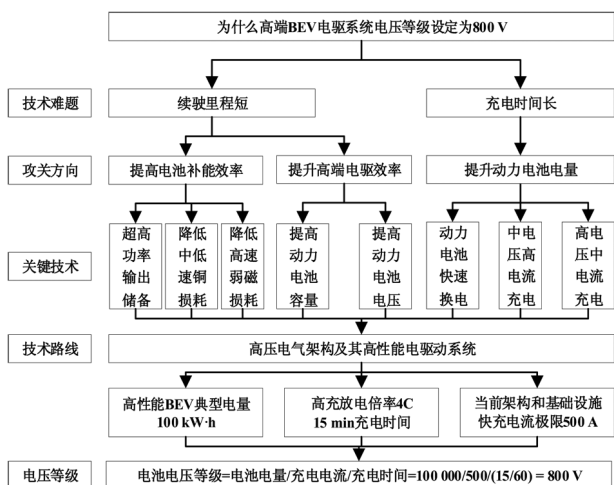 为什么高端BEV电驱系统电压等级设定为800 V
技术难题
续驶里程短
充电时间长
攻关方向
提高电池补能效率
提升高端电驱效率
提升动力电池电量
关键技术
超高
功率
输出
储备
降低
中低
速铜
损耗
降低
高速
弱磁
损耗
提高
动力
电池
容量
提高
动力
电池
电压
动力
电池
快速
换电
中电
压高
电流
充电
高电
压中
电流
充电
技术路线
高压电气架构及其高性能电驱动系统
高性能BEV典型电量
100 kW·h
高充放电倍率4C
15 min充电时间
当前架构和基础设施
快充电流极限500 A
电压等级
电池电压等级=电池电量/充电电流/充电时间=100 000/500/(15/60) = 800 V